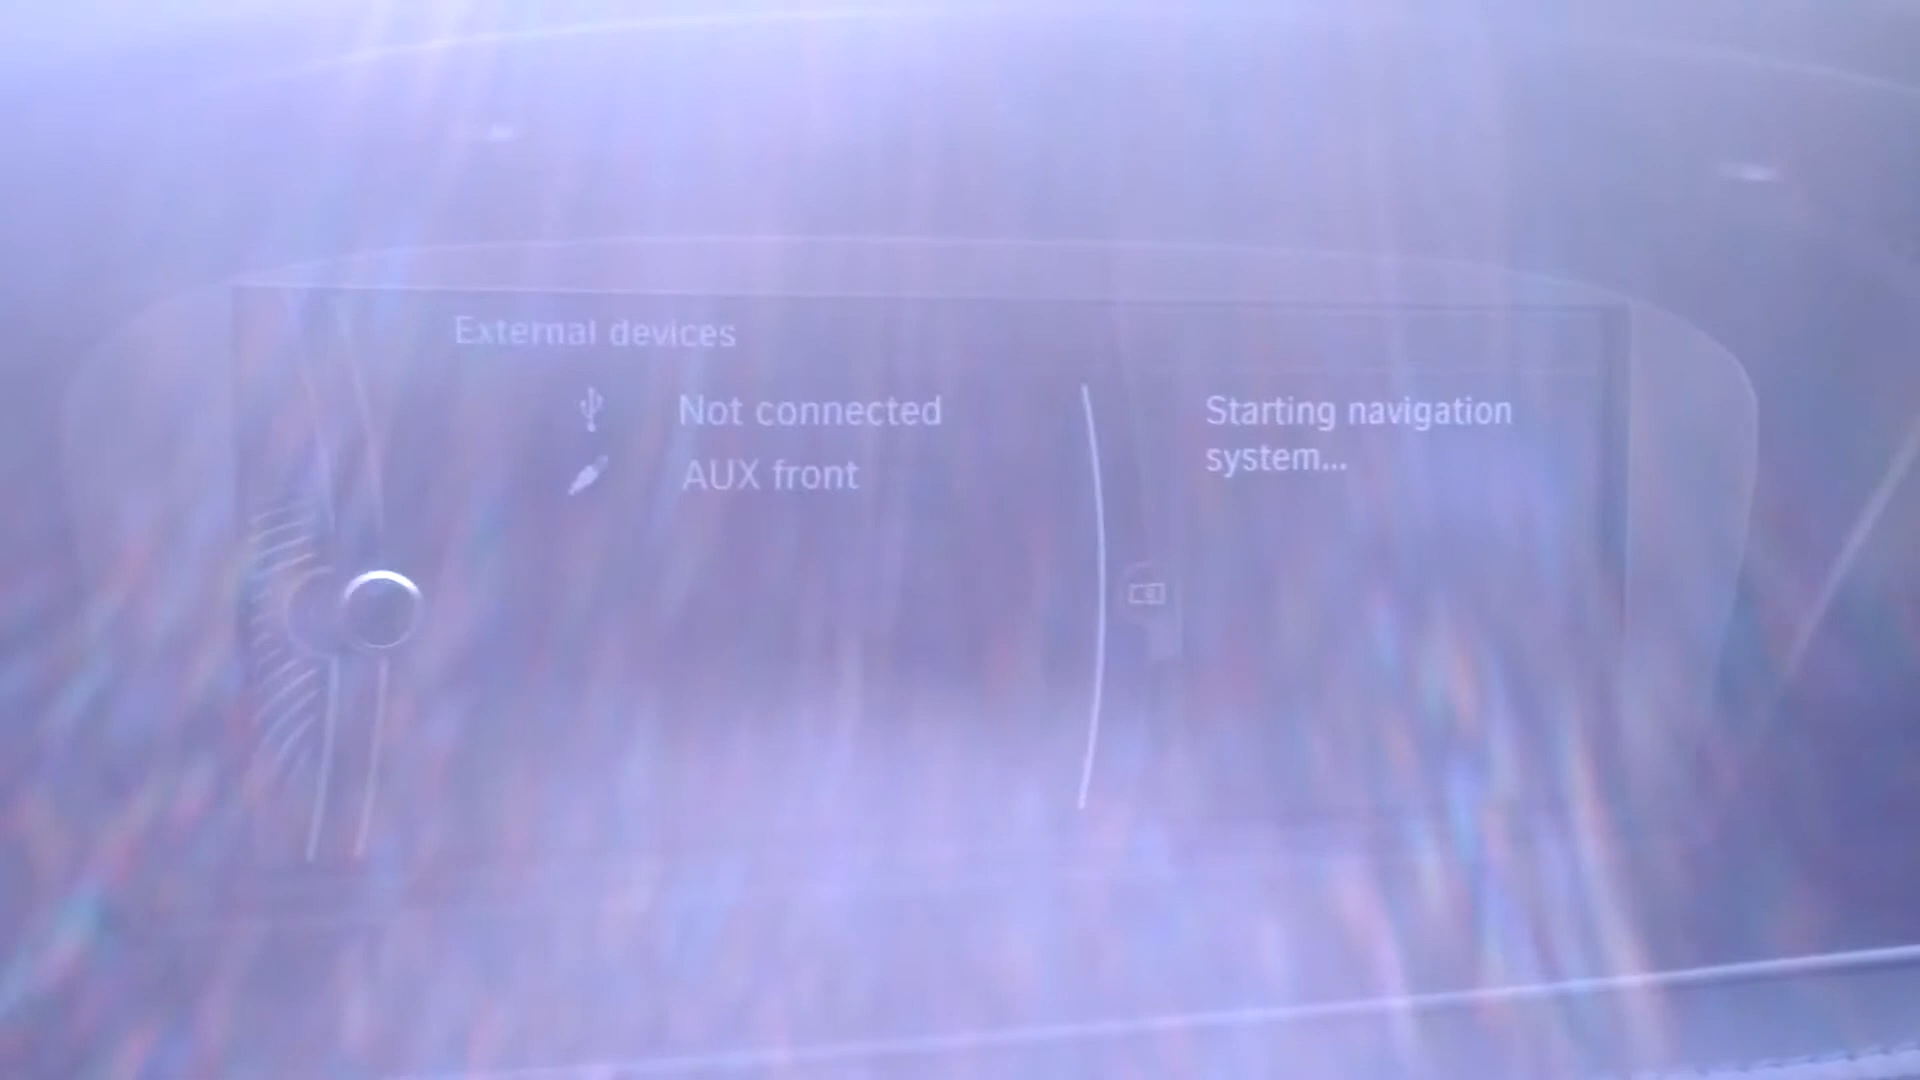 External devices
Not connected
AUX front
Starting navigation
system...